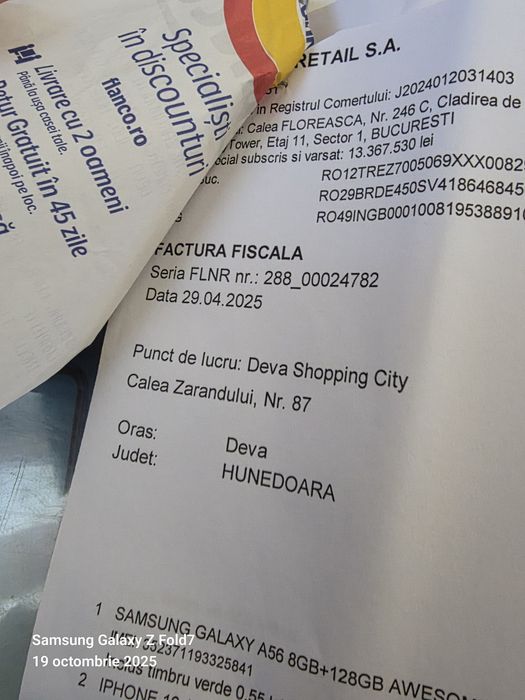 Specialiști
în discounturi
flanco.ro
Livrare cu 2 oameni
Până la ușa casei tale.
Retur Gratuit în 45 zile
înapoi pe loc.
RETAIL S.A.
în Registrul Comertului: J2024012031403
Calea FLOREASCA, Nr. 246 C, Cladirea de
Tower, Etaj 11, Sector 1, BUCURESTI
social subscris si varsat: 13.367.530 lei
RO12TREZ7005069XXX0082
RO29BRDE450SV418646845
RO49INGB000100819538891
FACTURA FISCALA
Seria FLNR nr.: 288_00024782
Data 29.04.2025
Punct de lucru: Deva Shopping City
Calea Zarandului, Nr. 87
Oras: Deva
Judet: HUNEDOARA
1 SAMSUNG GALAXY A56 8GB+128GB AWESOM
352371193325841
timbru verde 0.55
2 IPHONE
Samsung Galaxy Z Fold7
19 octombrie 2025